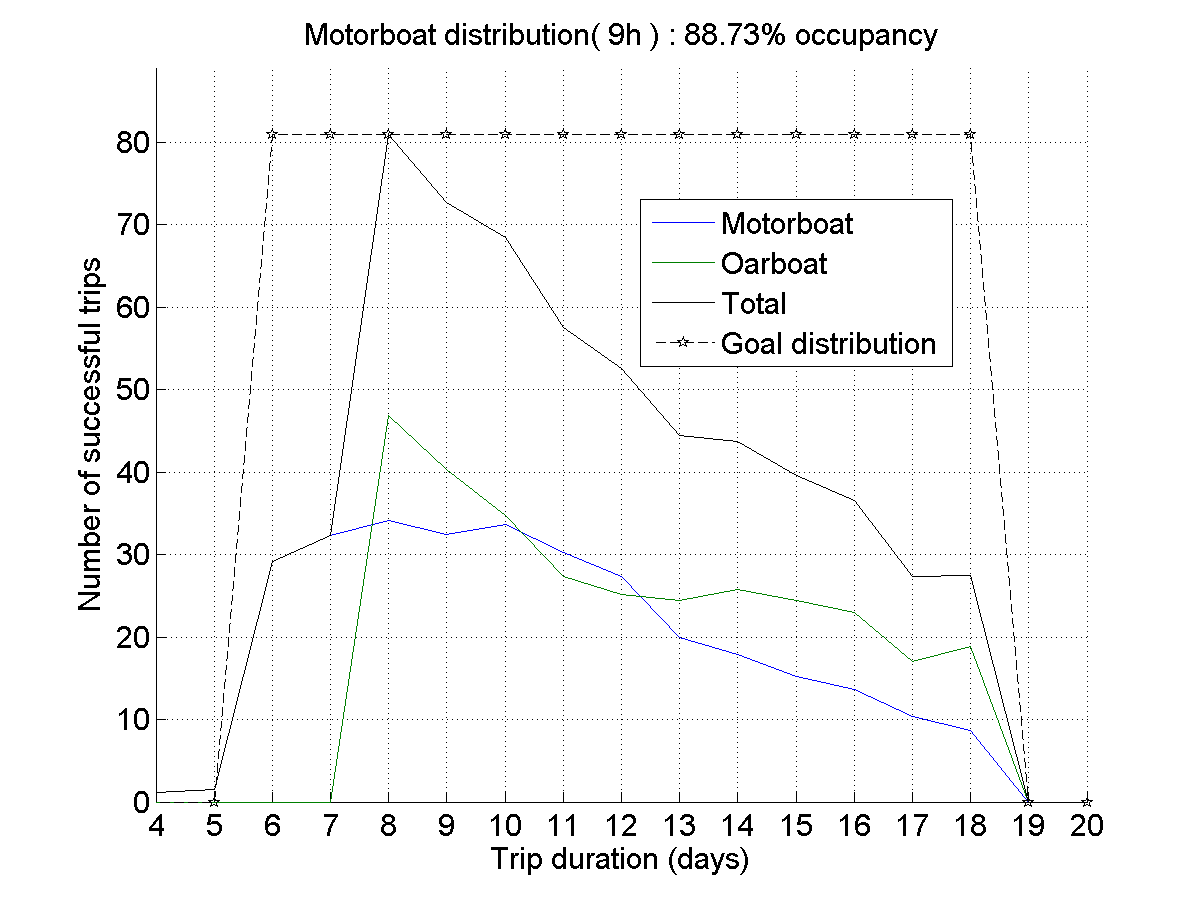 Motorboat distribution( 9h ) : 88.73% occupancy
80
70
60
50
40
30
20
10
0
Number of successful trips
Motorboat
Oarboat
Total
Goal distribution
4 5 6 7 8 9 10 11 12 13 14 15 16 17 18 19 20
Trip duration (days)